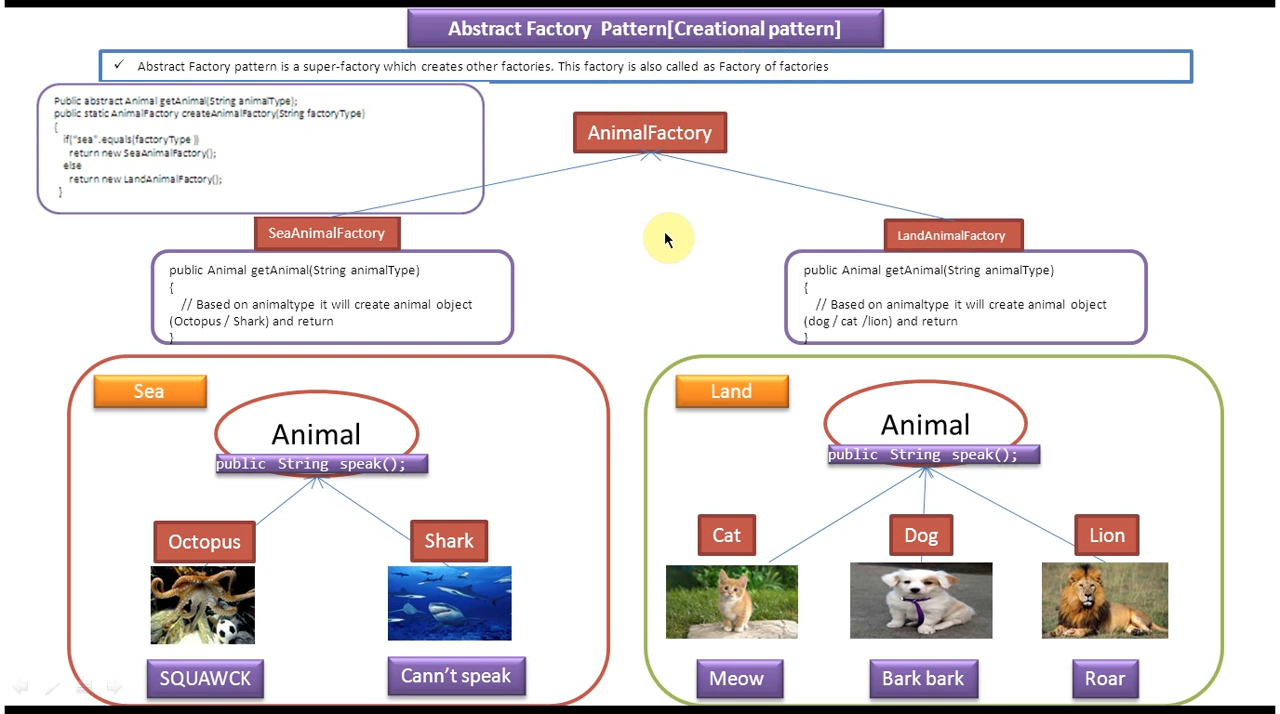 Abstract Factory Pattern[Creational pattern]
✓ Abstract Factory pattern is a super-factory which creates other factories. This factory is also called as Factory of factories
Public abstract Animal getAnimal(String animalType);
public static AnimalFactory createAnimalFactory(String factoryType)
{
if("sea".equals(factoryType ))
return new SeaAnimalFactory();
else
return new LandAnimalFactory();
}
AnimalFactory
SeaAnimalFactory
public Animal getAnimal(String animalType)
{
// Based on animaltype it will create animal object
(Octopus / Shark) and return
}
LandAnimalFactory
public Animal getAnimal(String animalType)
{
// Based on animaltype it will create animal object
(dog / cat /lion) and return
}
Sea
Animal
public String speak();
Octopus
Shark
SQUAWCK
Cann't speak
Land
Animal
public String speak();
Cat
Dog
Lion
Meow
Bark bark
Roar